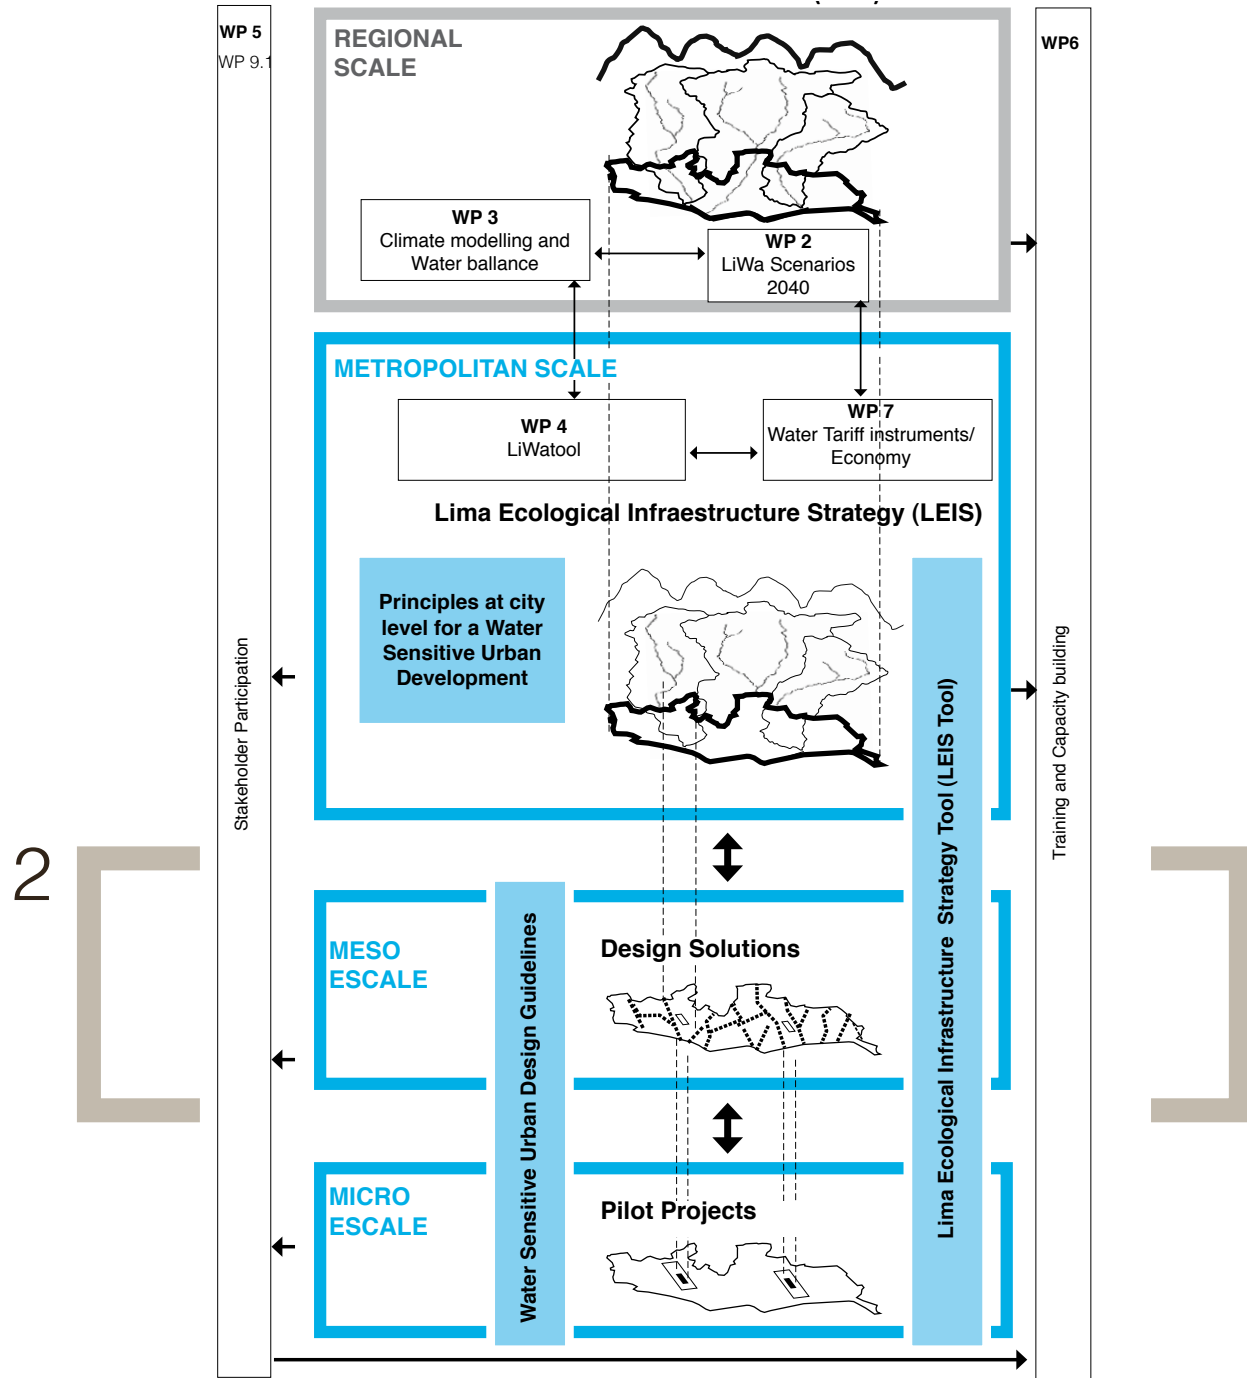 WP 5
WP 9.1
REGIONAL
SCALE
WP6
WP 3
Climate modelling and
Water ballance
WP 2
LiWa Scenarios
2040
METROPOLITAN SCALE
WP 4
LiWatool
WP 7
Water Tariff instruments/
Economy
Lima Ecological Infraestructure Strategy (LEIS)
Principles at city
level for a Water
Sensitive Urban
Development
Stakeholder Participation
Training and Capacity building
Lima Ecological Infrastructure Strategy Tool (LEIS Tool)
2
MESO
ESCALE
Water Sensitive Urban Design Guidelines
Design Solutions
MICRO
ESCALE
Pilot Projects